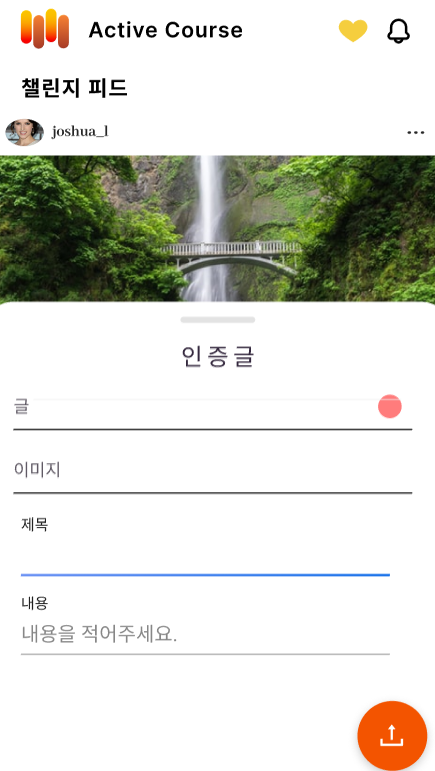 Active Course
챌린지 피드
joshua_l
인증글
글
이미지
제목
내용
내용을 적어주세요.